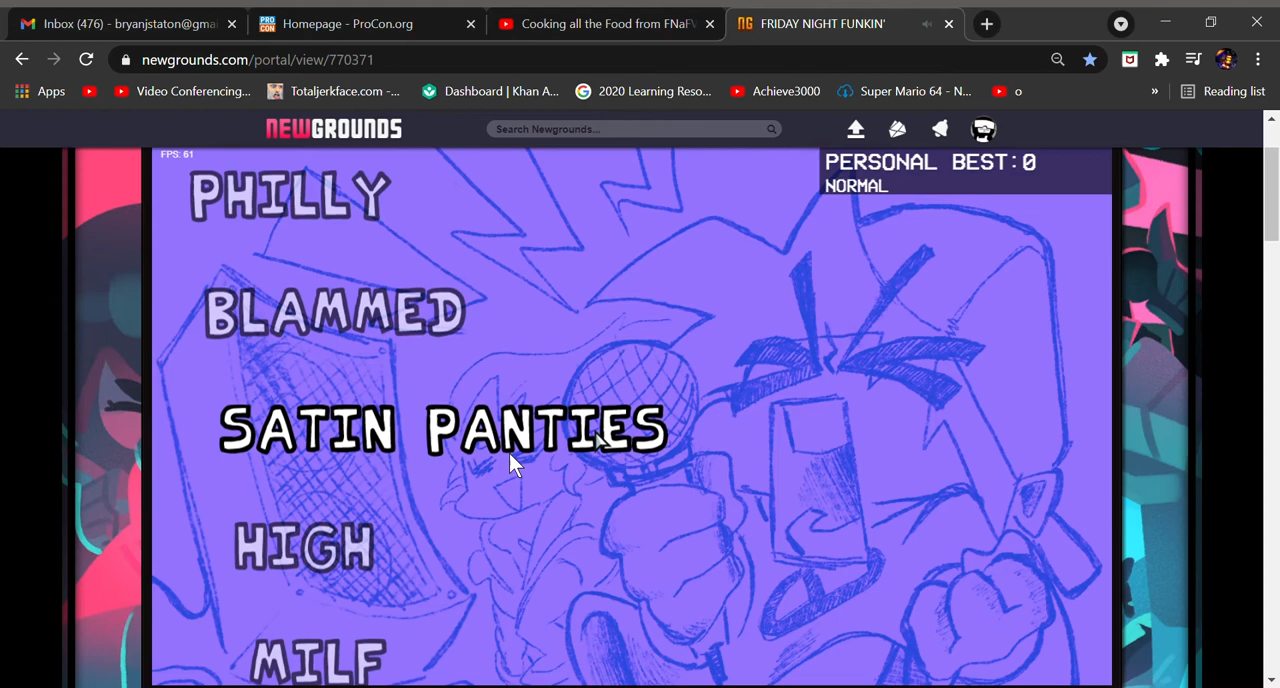 Inbox (476) - bryanjstaton@gmai
Homepage - ProCon.org
Cooking all the Food from FNaF
FRIDAY NIGHT FUNKIN'
newgrounds.com/portal/view/770371
Apps
Video Conferencing...
Totaljerkface.com -...
Dashboard | Khan A...
2020 Learning Reso...
Achieve3000
Super Mario 64 - N...
o
»
Reading list
NEWGROUNDS
Search Newgrounds...
FPS: 61
PERSONAL BEST:0
NORMAL
PHILLY
BLAMMED
SATIN PANTIES
HIGH
MILF